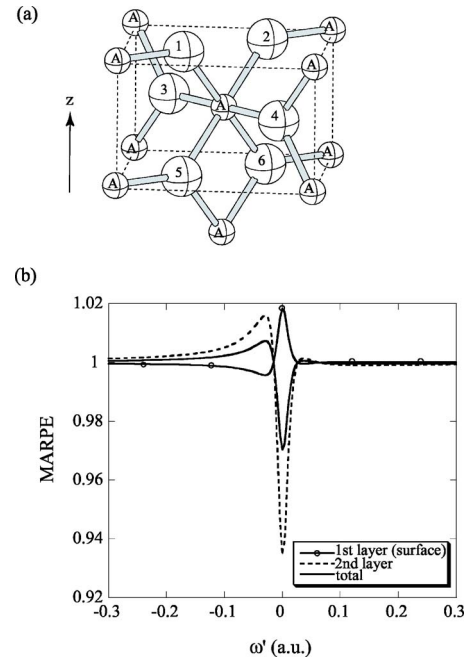 (a)
A
A
1
2
A
A
z
3
A
4
A
5
6
A
A
A
A
(b)
MARPE
1.02
1
0.98
0.96
0.94
0.92
1st layer (surface)
2nd layer
total
-0.3 -0.2 -0.1 0 0.1 0.2 0.3
ω' (a.u.)